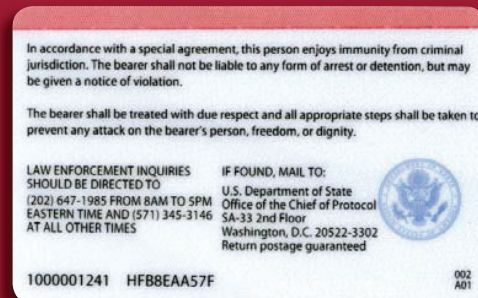 In accordance with a special agreement, this person enjoys immunity from criminal
jurisdiction. The bearer shall not be liable to any form of arrest or detention, but may
be given a notice of violation.
The bearer shall be treated with due respect and all appropriate steps shall be taken to
prevent any attack on the bearer's person, freedom, or dignity.
LAW ENFORCEMENT INQUIRIES
SHOULD BE DIRECTED TO
(202) 647-1985 FROM 8AM TO 5PM
EASTERN TIME AND (571) 345-3146
AT ALL OTHER TIMES
IF FOUND, MAIL TO:
U.S. Department of State
Office of the Chief of Protocol
SA-33 2nd Floor
Washington, D.C. 20522-3302
Return postage guaranteed
1000001241 HFB8EAA57F
002
A01